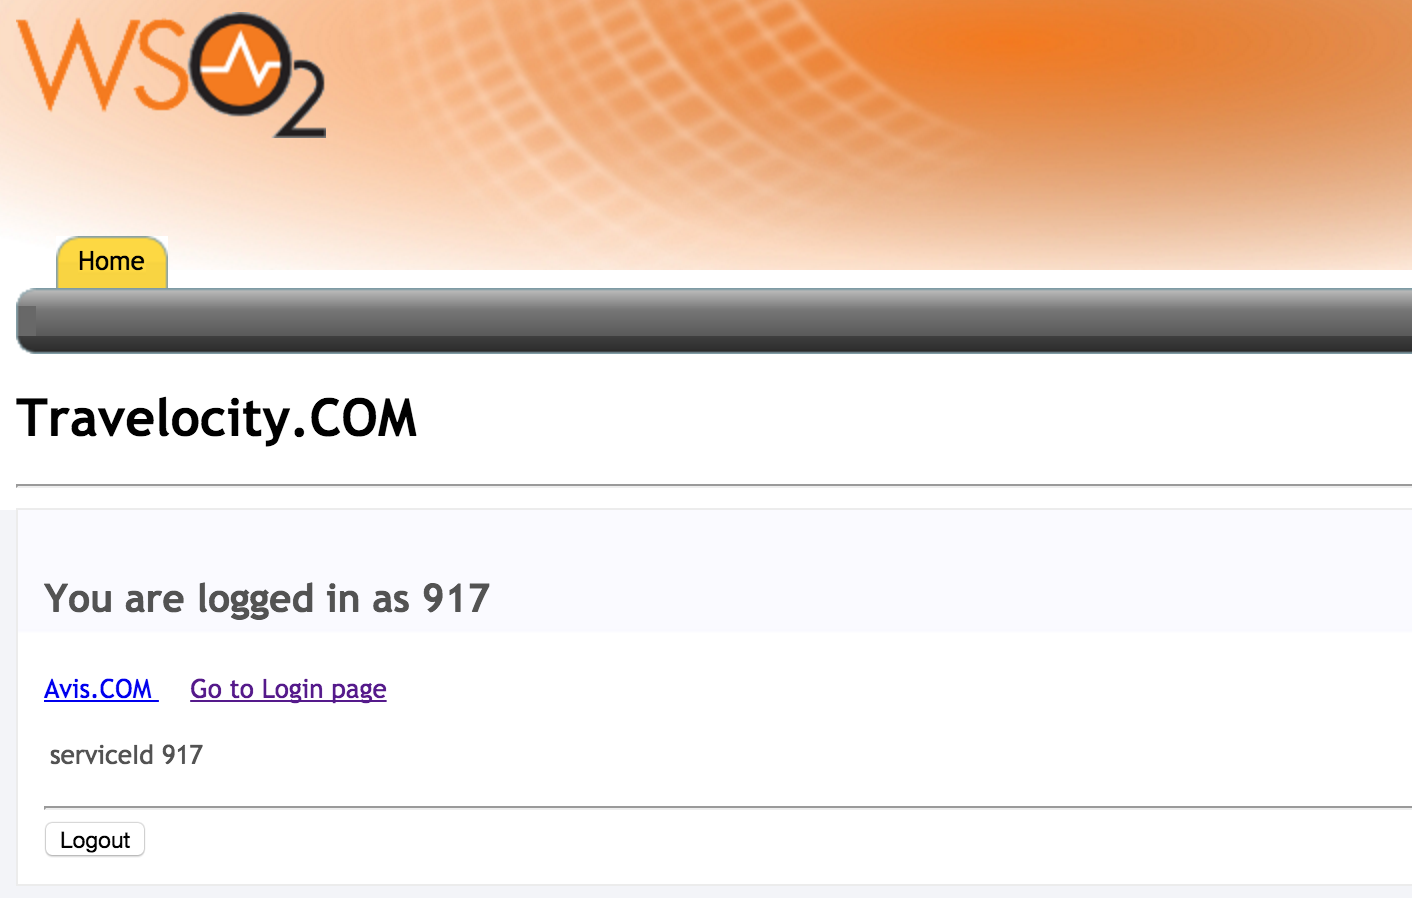 WSO2
Home
Travelocity.COM
You are logged in as 917
Avis.COM Go to Login page
serviceId 917
Logout